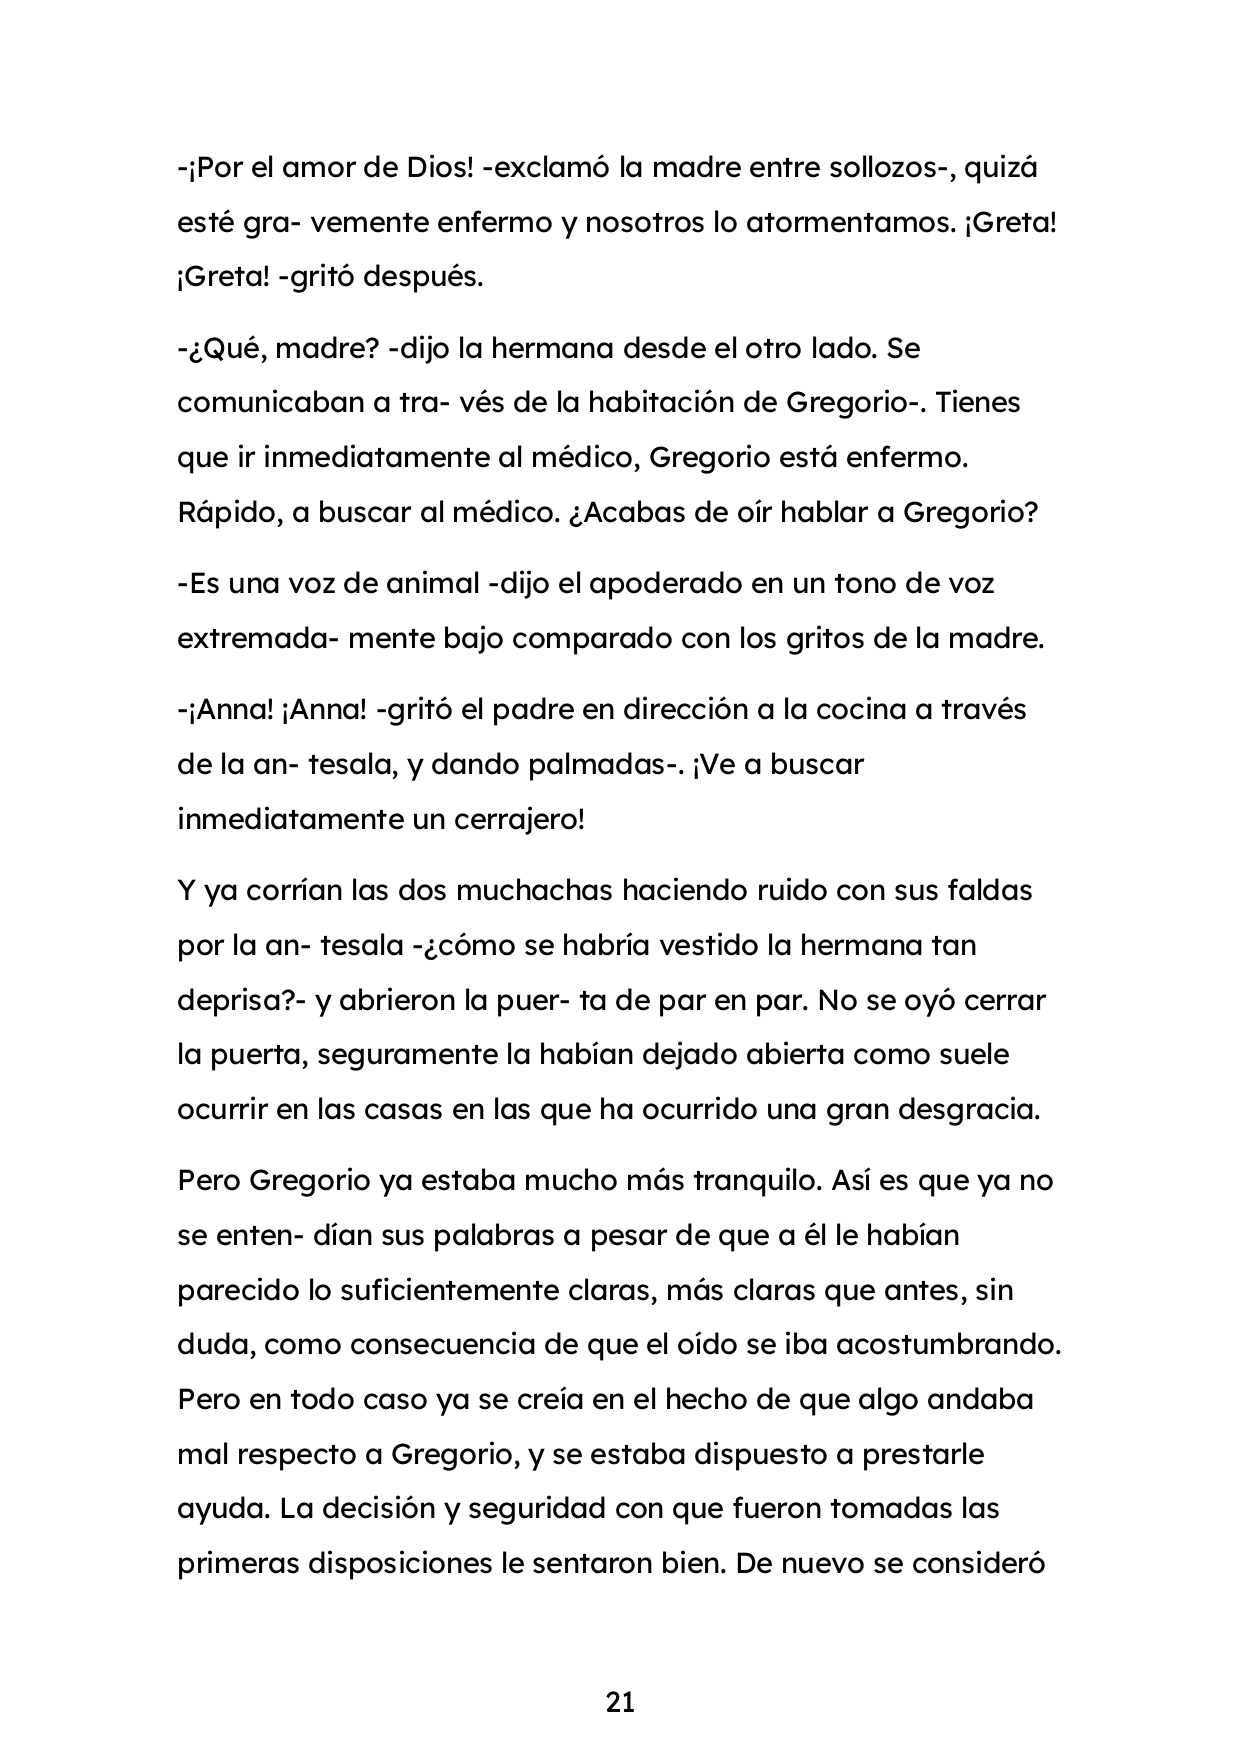 -¡Por el amor de Dios! -exclamó la madre entre sollozos-, quizá
esté gra- vemente enfermo y nosotros lo atormentamos. ¡Greta!
¡Greta! -gritó después.
-¿Qué, madre? -dijo la hermana desde el otro lado. Se
comunicaban a tra- vés de la habitación de Gregorio-. Tienes
que ir inmediatamente al médico, Gregorio está enfermo.
Rápido, a buscar al médico. ¿Acabas de oír hablar a Gregorio?
-Es una voz de animal -dijo el apoderado en un tono de voz
extremada- mente bajo comparado con los gritos de la madre.
-¡Anna! ¡Anna! -gritó el padre en dirección a la cocina a través
de la an- tesala, y dando palmadas-. ¡Ve a buscar
inmediatamente un cerrajero!
Y ya corrían las dos muchachas haciendo ruido con sus faldas
por la an- tesala -¿cómo se habría vestido la hermana tan
deprisa?- y abrieron la puer- ta de par en par. No se oyó cerrar
la puerta, seguramente la habían dejado abierta como suele
ocurrir en las casas en las que ha ocurrido una gran desgracia.
Pero Gregorio ya estaba mucho más tranquilo. Así es que ya no
se enten- dían sus palabras a pesar de que a él le habían
parecido lo suficientemente claras, más claras que antes, sin
duda, como consecuencia de que el oído se iba acostumbrando.
Pero en todo caso ya se creía en el hecho de que algo andaba
mal respecto a Gregorio, y se estaba dispuesto a prestarle
ayuda. La decisión y seguridad con que fueron tomadas las
primeras disposiciones le sentaron bien. De nuevo se consideró
21